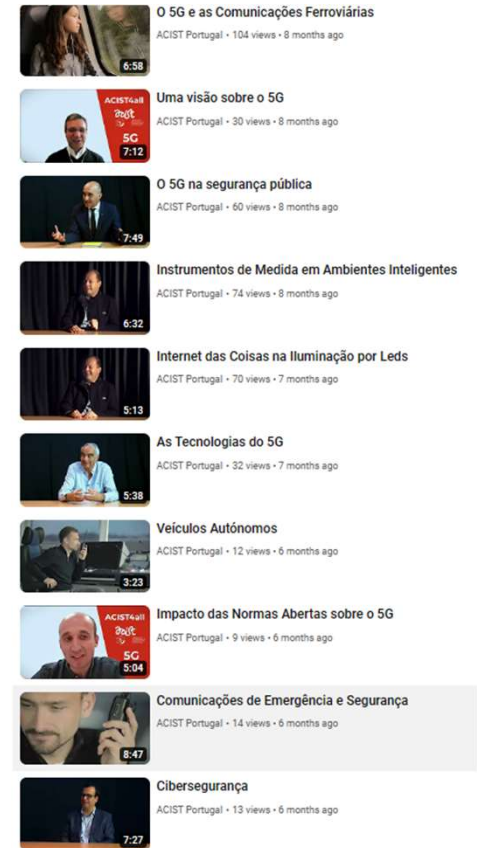 O 5G e as Comunicações Ferroviárias
ACIST Portugal • 104 views • 8 months ago
6:58
Uma visão sobre o 5G
ACIST Portugal • 30 views • 8 months ago
ACIST4all
5G
7:12
O 5G na segurança pública
ACIST Portugal • 60 views • 8 months ago
7:49
Instrumentos de Medida em Ambientes Inteligentes
ACIST Portugal • 74 views • 8 months ago
6:32
Internet das Coisas na Iluminação por Leds
ACIST Portugal • 70 views • 7 months ago
5:13
As Tecnologias do 5G
ACIST Portugal • 32 views • 7 months ago
5:38
Veículos Autónomos
ACIST Portugal • 12 views • 6 months ago
3:23
Impacto das Normas Abertas sobre o 5G
ACIST Portugal • 9 views • 6 months ago
ACIST4all
5G
5:04
Comunicações de Emergência e Segurança
ACIST Portugal • 14 views • 6 months ago
8:47
Cibersegurança
ACIST Portugal • 13 views • 6 months ago
7:27